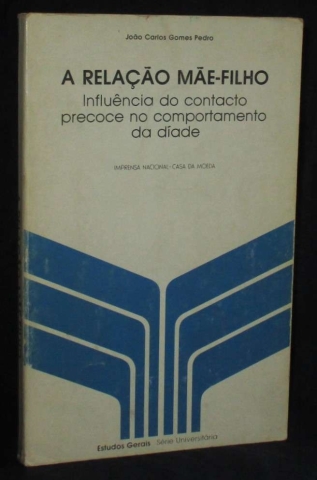 João Carlos Gomes Pedro
A RELAÇÃO MÃE-FILHO
Influência do contacto
precoce no comportamento
da díade
IMPRENSA NACIONAL-CASA DA MOEDA
Estudos Gerais Série Universitária